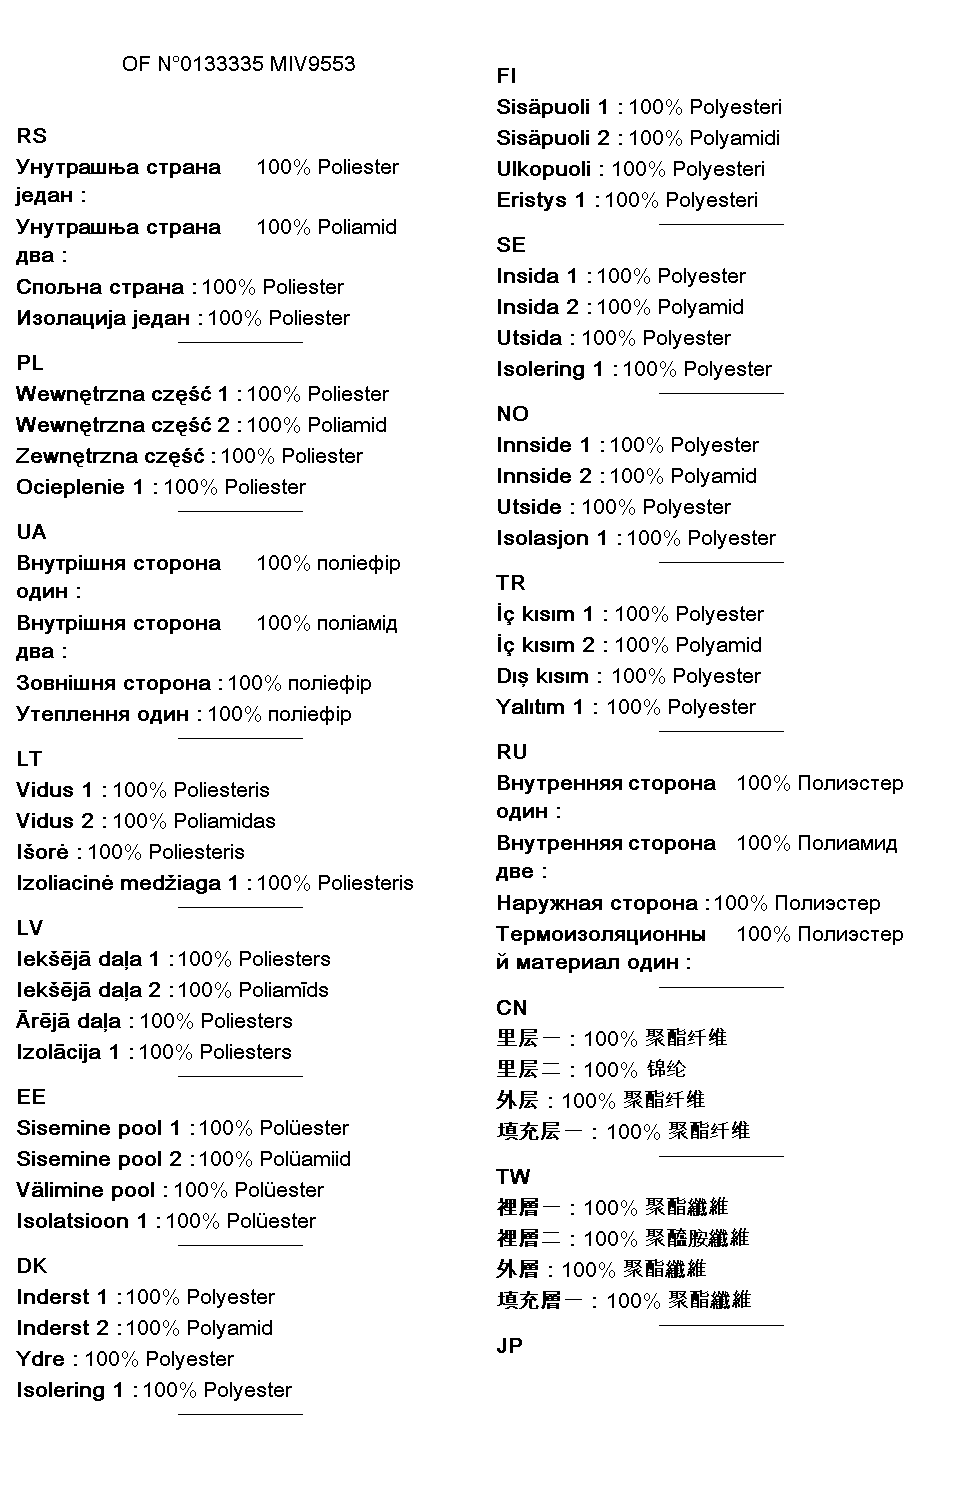 OF N°0133335 MIV9553
RS
Унутрашња страна 100% Poliester
један :
Унутрашња страна 100% Poliamid
два :
Спољна страна : 100% Poliester
Изолација један : 100% Poliester
PL
Wewnętrzna część 1 : 100% Poliester
Wewnętrzna część 2 : 100% Poliamid
Zewnętrzna część : 100% Poliester
Ocieplenie 1 : 100% Poliester
UA
Внутрішня сторона 100% поліефір
один :
Внутрішня сторона 100% поліамід
два :
Зовнішня сторона : 100% поліефір
Утеплення один : 100% поліефір
LT
Vidus 1 : 100% Poliesteris
Vidus 2 : 100% Poliamidas
Išorė : 100% Poliesteris
Izoliacinė medžiaga 1 : 100% Poliesteris
LV
Iekšējā daļa 1 : 100% Poliesters
Iekšējā daļa 2 : 100% Poliamīds
Ārējā daļa : 100% Poliesters
Izolācija 1 : 100% Poliesters
EE
Sisemine pool 1 : 100% Polüester
Sisemine pool 2 : 100% Polüamiid
Välimine pool : 100% Polüester
Isolatsioon 1 : 100% Polüester
DK
Inderst 1 : 100% Polyester
Inderst 2 : 100% Polyamid
Ydre : 100% Polyester
Isolering 1 : 100% Polyester
FI
Sisäpuoli 1 : 100% Polyesteri
Sisäpuoli 2 : 100% Polyamidi
Ulkopuoli : 100% Polyesteri
Eristys 1 : 100% Polyesteri
SE
Insida 1 : 100% Polyester
Insida 2 : 100% Polyamid
Utsida : 100% Polyester
Isolering 1 : 100% Polyester
NO
Innside 1 : 100% Polyester
Innside 2 : 100% Polyamid
Utside : 100% Polyester
Isolasjon 1 : 100% Polyester
TR
İç kısım 1 : 100% Polyester
İç kısım 2 : 100% Polyamid
Dış kısım : 100% Polyester
Yalıtım 1 : 100% Polyester
RU
Внутренняя сторона 100% Полиэстер
один :
Внутренняя сторона 100% Полиамид
две :
Наружная сторона : 100% Полиэстер
Термоизоляционны 100% Полиэстер
й материал один :
CN
里层一 : 100% 聚酯纤维
里层二 : 100% 锦纶
外层 : 100% 聚酯纤维
填充层一 : 100% 聚酯纤维
TW
裡層一 : 100% 聚酯纖維
裡層二 : 100% 聚醯胺纖維
外層 : 100% 聚酯纖維
填充層一 : 100% 聚酯纖維
JP